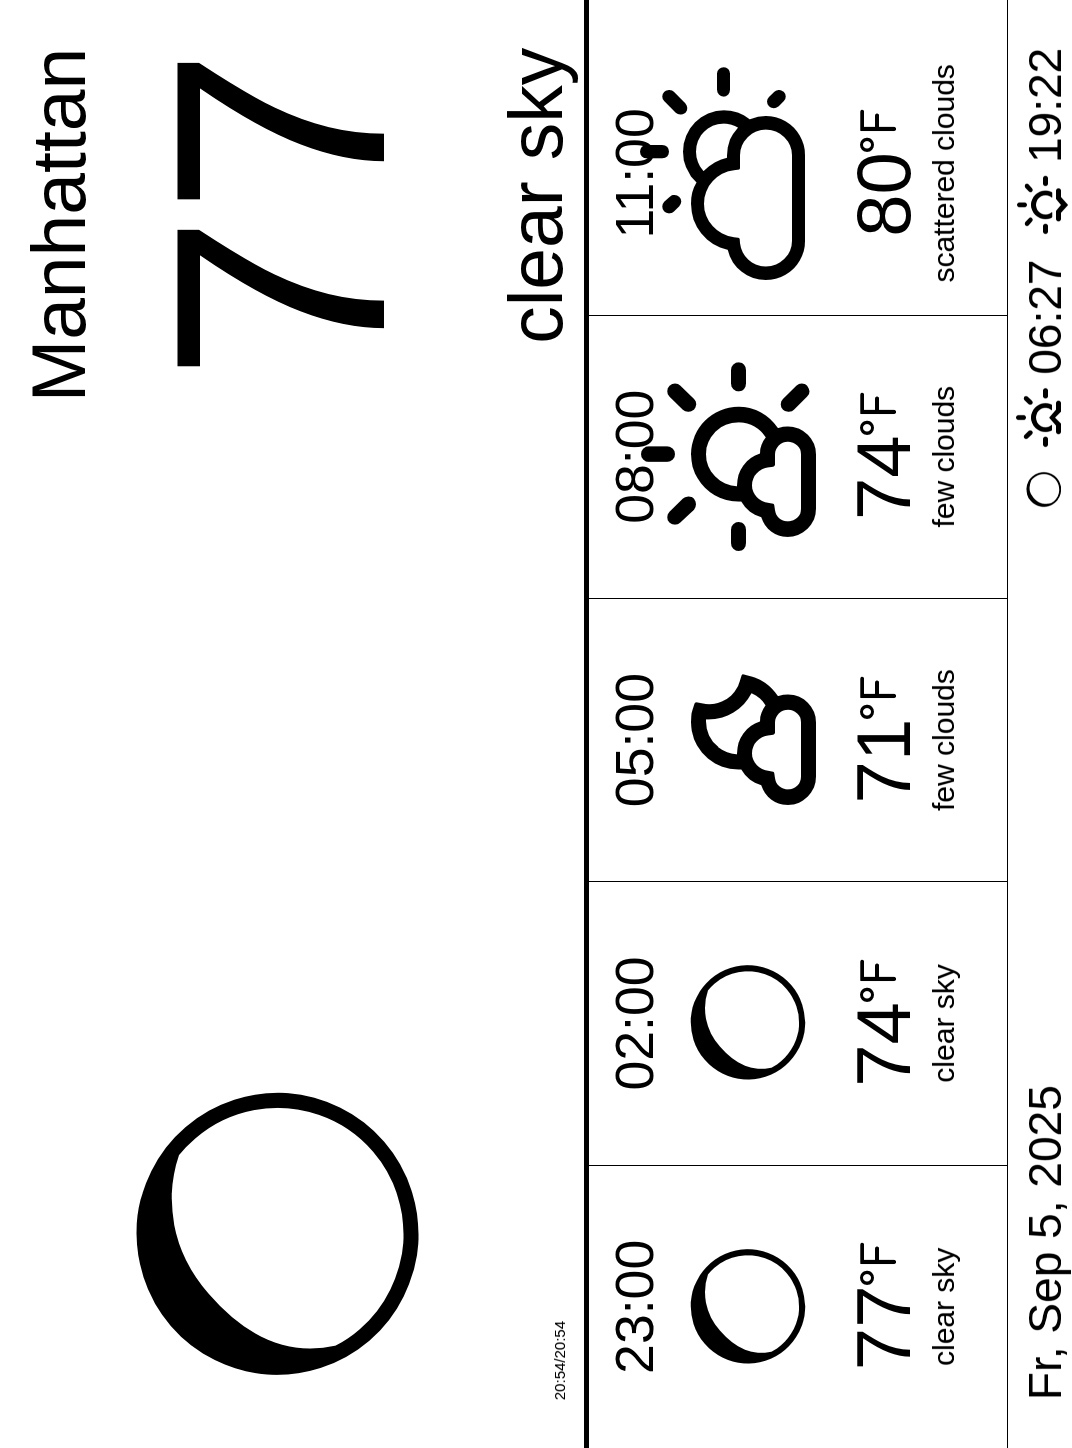 Manhattan
77
clear sky
20:54/20:54
23:00
77°F
clear sky
02:00
74°F
clear sky
05:00
71°F
few clouds
08:00
74°F
few clouds
11:00
80°F
scattered clouds
Fr, Sep 5, 2025
06:27 19:22